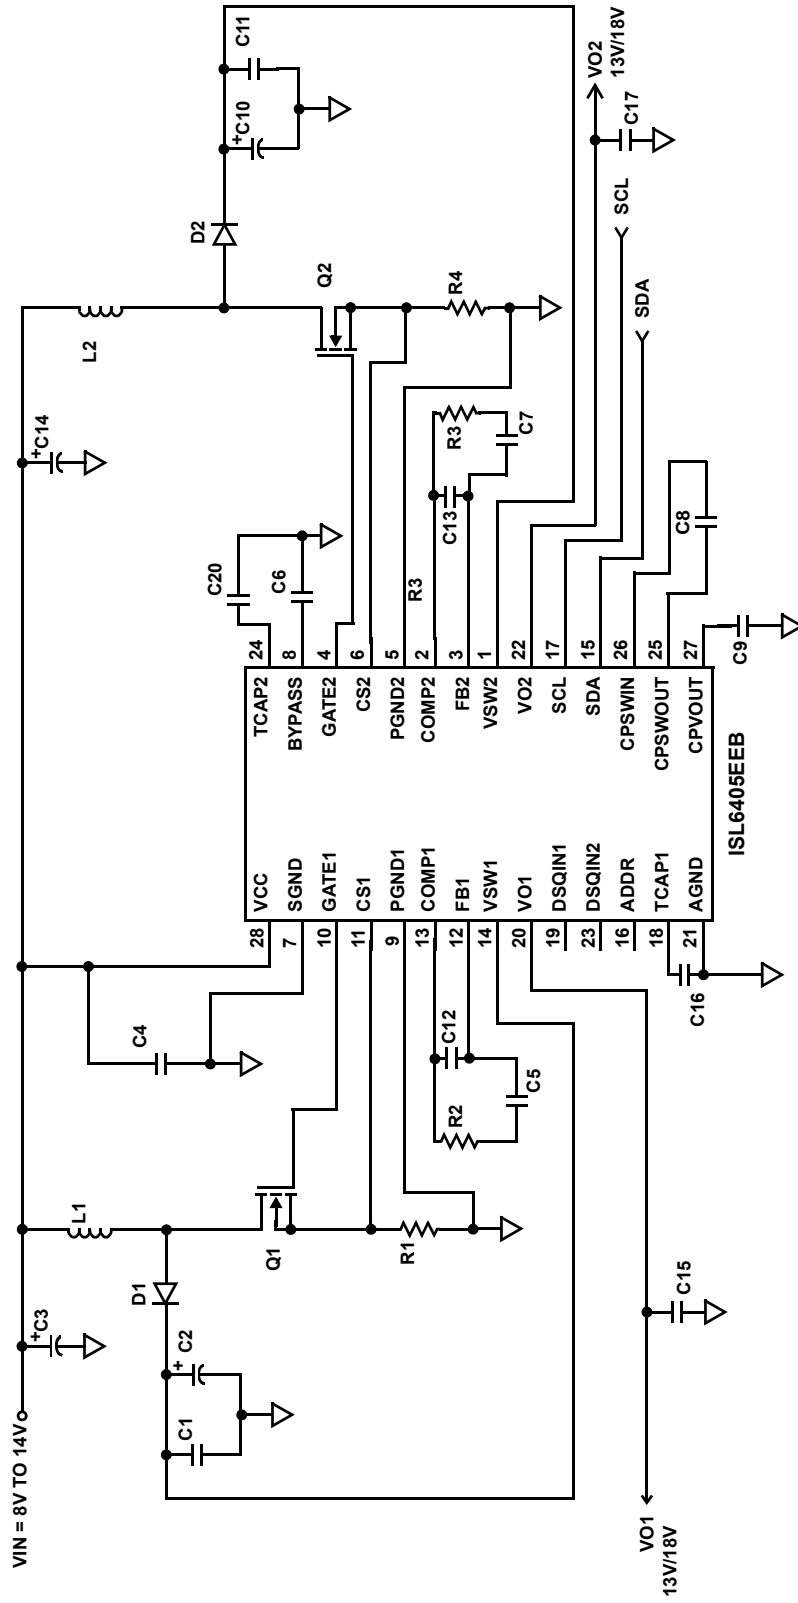 VIN = 8V TO 14V
C3
+
L1
D1
C2
+
C1
Q1
R1
C4
C12
R2
C5
C16
C15
VO1
13V/18V
28
VCC
7
SGND
10
GATE1
11
CS1
9
PGND1
13
COMP1
12
FB1
14
VSW1
20
VO1
19
DSQIN1
23
DSQIN2
16
ADDR
18
TCAP1
21
AGND
ISL6405EEB
TCAP2
24
BYPASS
8
GATE2
4
CS2
6
PGND2
5
COMP2
2
FB2
3
VSW2
1
VO2
22
SCL
17
SDA
15
CPSWIN
26
CPSWOUT
25
CPVOUT
27
C20
C6
C14
+
L2
D2
C10
+
C11
Q2
R4
R3
R3
C13
C7
C8
C9
SDA
SCL
C17
VO2
13V/18V